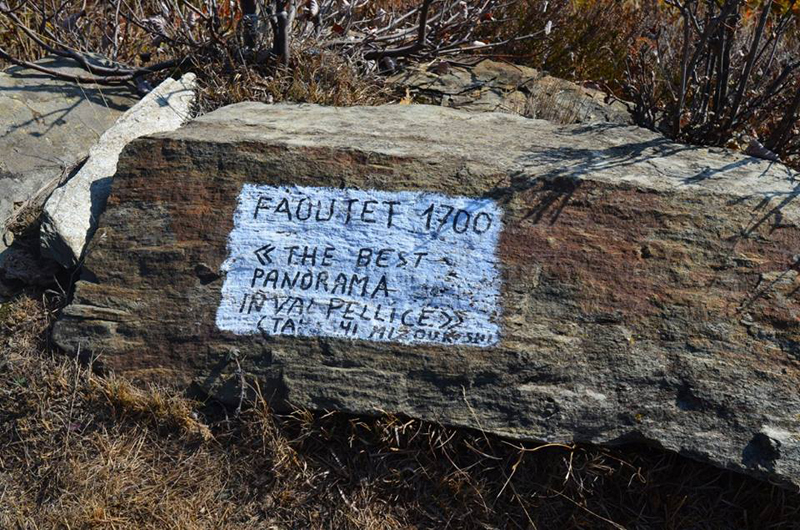 FAOUTET 1700
« THE BEST
PANORAMA
IN VAL PELLICE»